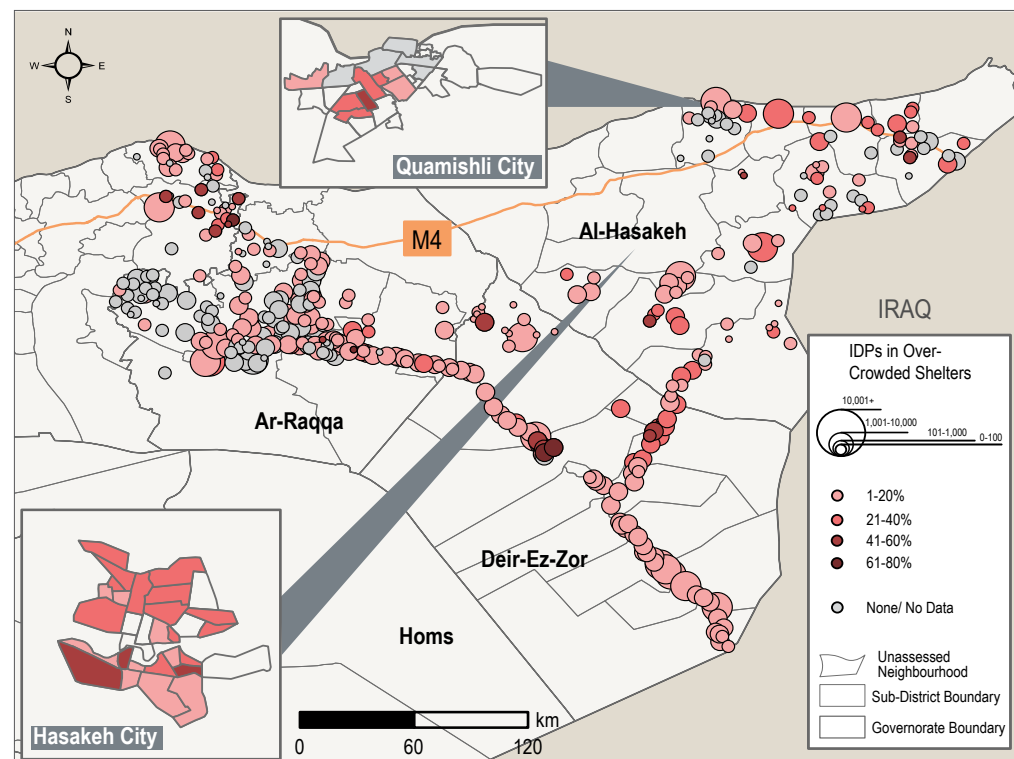 N
W
E
S
Quamishli City
M4
Al-Hasakeh
IRAQ
Ar-Raqqa
Deir-Ez-Zor
Homs
Hasakeh City
km
0
60
120
IDPs in Over-
Crowded Shelters
10,001+
1,001-10,000
101-1,000
0-100
1-20%
21-40%
41-60%
61-80%
None/ No Data
Unassessed
Neighbourhood
Sub-District Boundary
Governorate Boundary